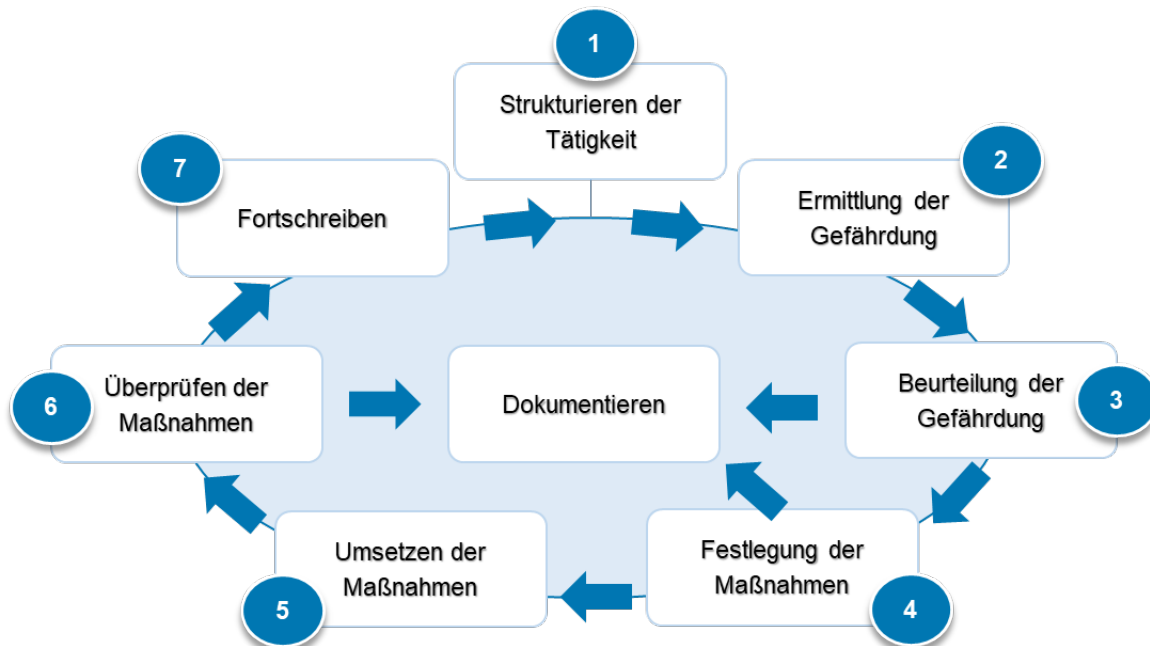 1
Strukturieren der
Tätigkeit
2
Ermittlung der
Gefährdung
3
Beurteilung der
Gefährdung
4
Festlegung der
Maßnahmen
5
Umsetzen der
Maßnahmen
6
Überprüfen der
Maßnahmen
7
Fortschreiben
Dokumentieren